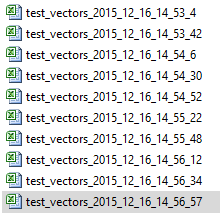 test_vectors_2015_12_16_14_53_4
test_vectors_2015_12_16_14_53_42
test_vectors_2015_12_16_14_54_6
test_vectors_2015_12_16_14_54_30
test_vectors_2015_12_16_14_54_52
test_vectors_2015_12_16_14_55_22
test_vectors_2015_12_16_14_55_48
test_vectors_2015_12_16_14_56_12
test_vectors_2015_12_16_14_56_34
test_vectors_2015_12_16_14_56_57